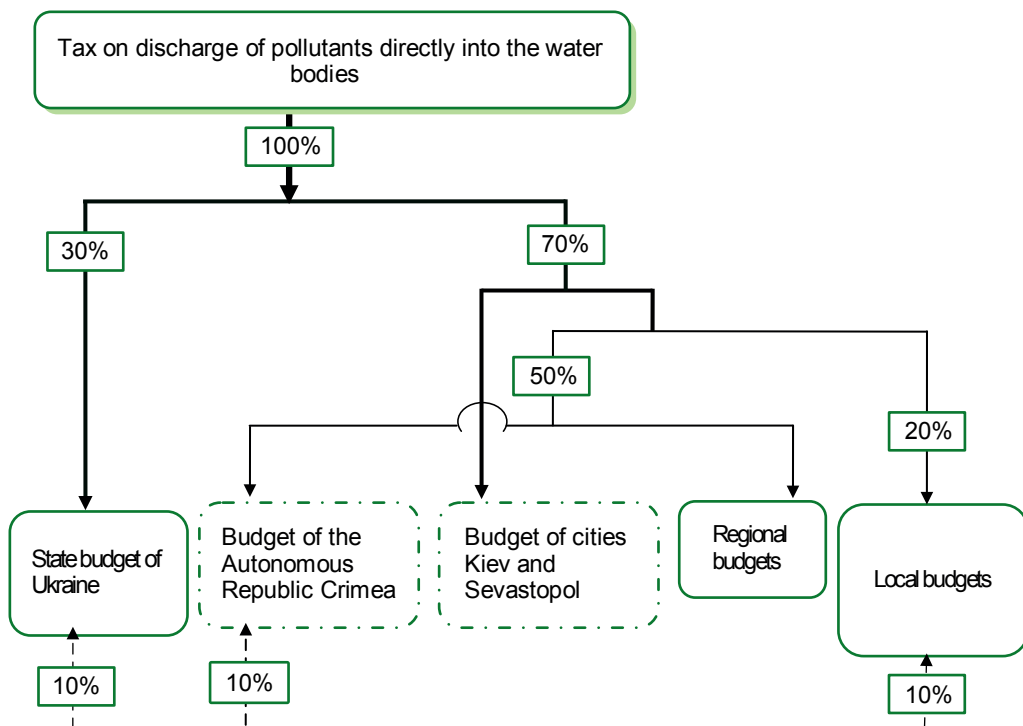 Tax on discharge of pollutants directly into the water
bodies
100%
30%
70%
50%
20%
State budget of
Ukraine
Budget of the
Autonomous
Republic Crimea
Budget of cities
Kiev and
Sevastopol
Regional
budgets
Local budgets
10%
10%
10%